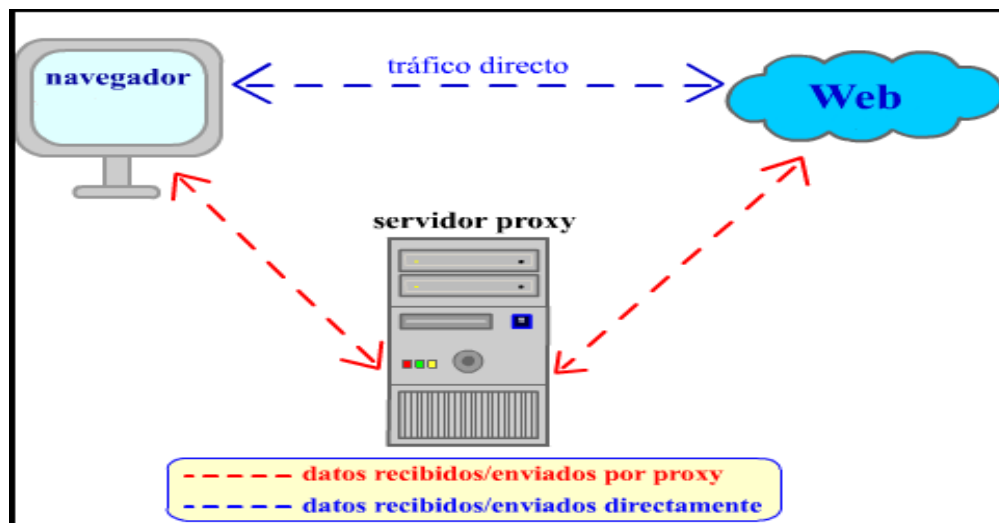 navegador
tráfico directo
Web
servidor proxy
datos recibidos/enviados por proxy
datos recibidos/enviados directamente